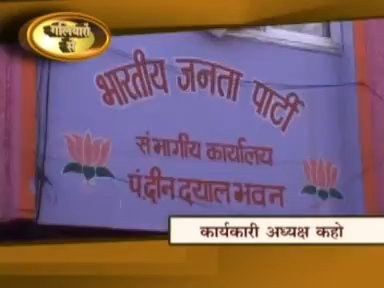 गलियारों
से
भारतीय जनता पार्टी
संभागीय कार्यालय
पं.दीन दयाल भवन
कार्यकारी अध्यक्ष कहो